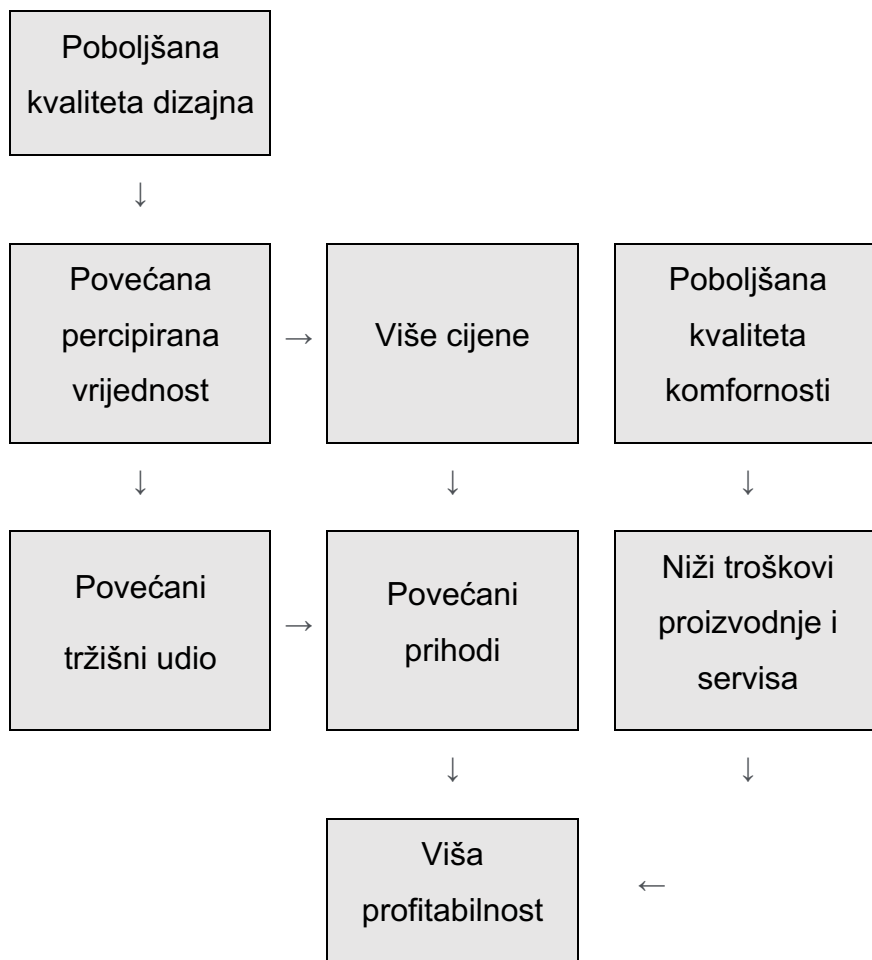 Poboljšana
kvaliteta dizajna
↓
Povećana
percipirana
vrijednost
→
Više cijene
Poboljšana
kvaliteta
komfornosti
↓
↓
↓
Povećani
tržišni udio
→
Povećani
prihodi
Niži troškovi
proizvodnje i
servisa
↓
↓
Viša
profitabilnost
←